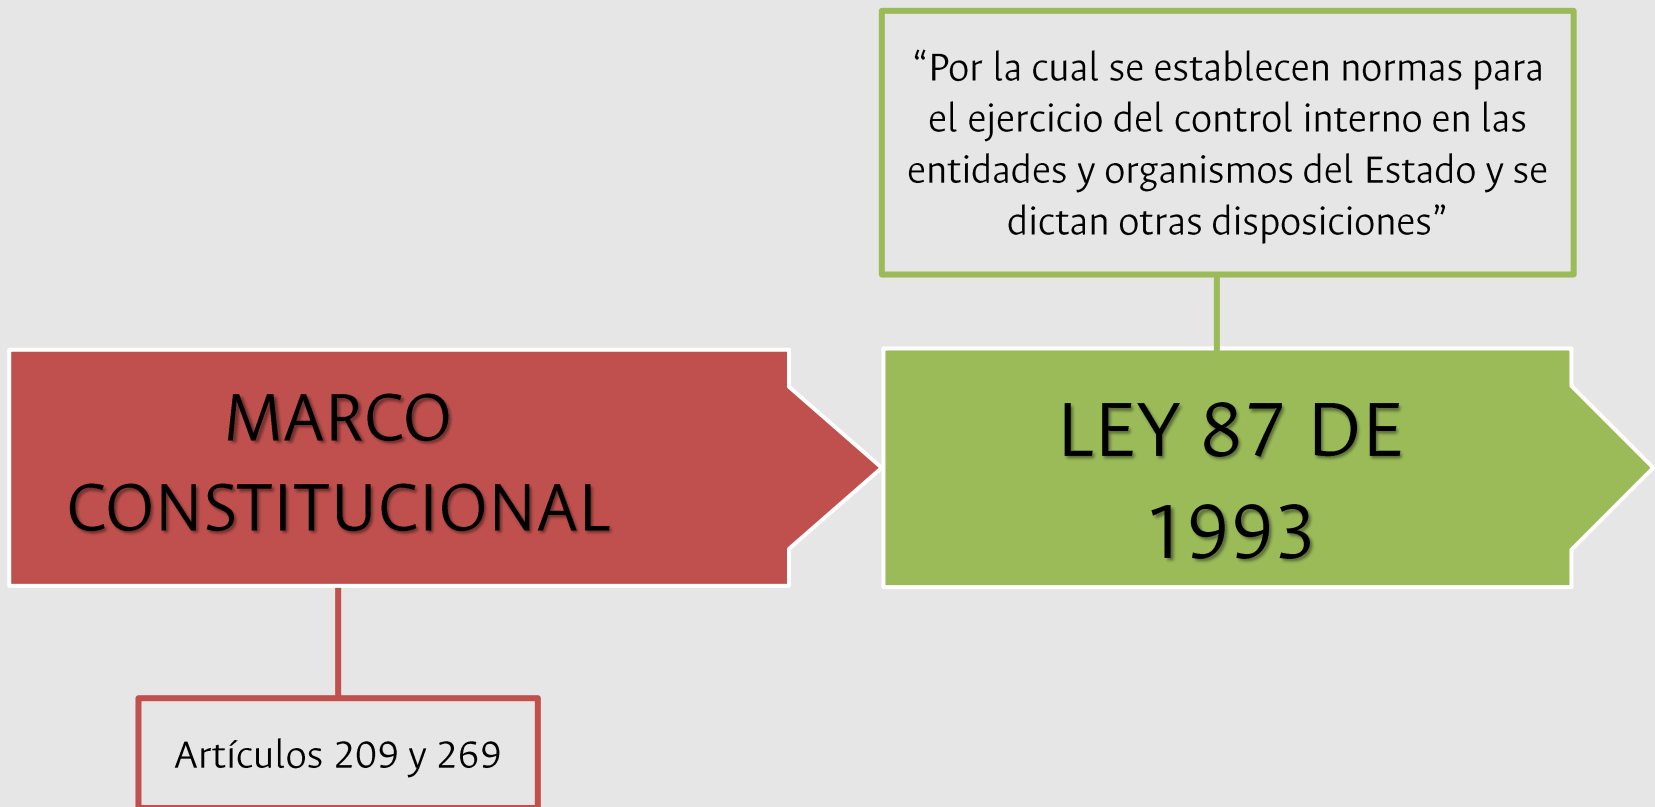 “Por la cual se establecen normas para
el ejercicio del control interno en las
entidades y organismos del Estado y se
dictan otras disposiciones”
MARCO
CONSTITUCIONAL
LEY 87 DE
1993
Artículos 209 y 269